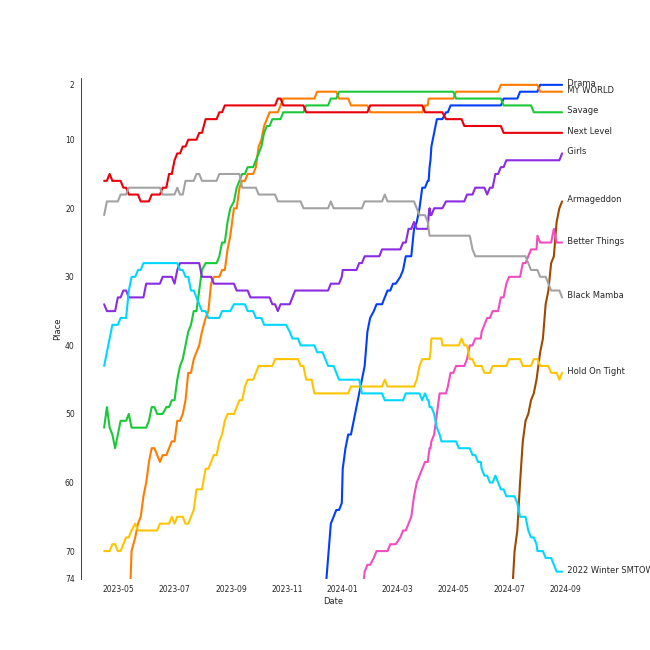 2
Drama
MY WORLD
Savage
10
Next Level
Girls
20
Armageddon
Better Things
30
Black Mamba
Place
40
Hold On Tight
50
60
70
2022 Winter SMTOW
74
2023-05
2023-07
2023-09
2023-11
2024-01
2024-03
2024-05
2024-07
2024-09
Date